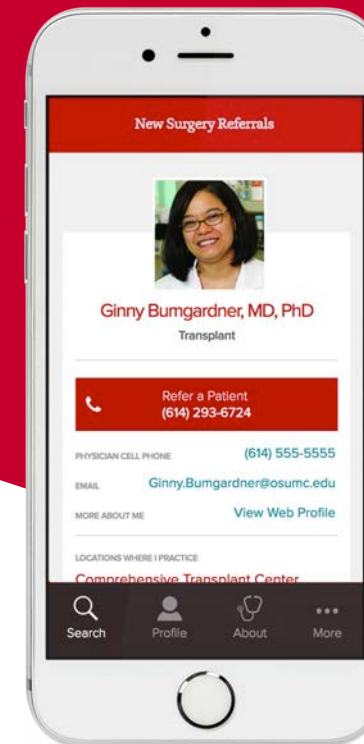 New Surgery Referrals
Ginny Bumgardner, MD, PhD
Transplant
Refer a Patient
(614) 293-6724
PHYSICIAN CELL PHONE (614) 555-5555
EMAIL Ginny.Bumgardner@osumc.edu
MORE ABOUT ME View Web Profile
LOCATIONS WHERE I PRACTICE
Comprehensive Transplant Center
Search Profile About More